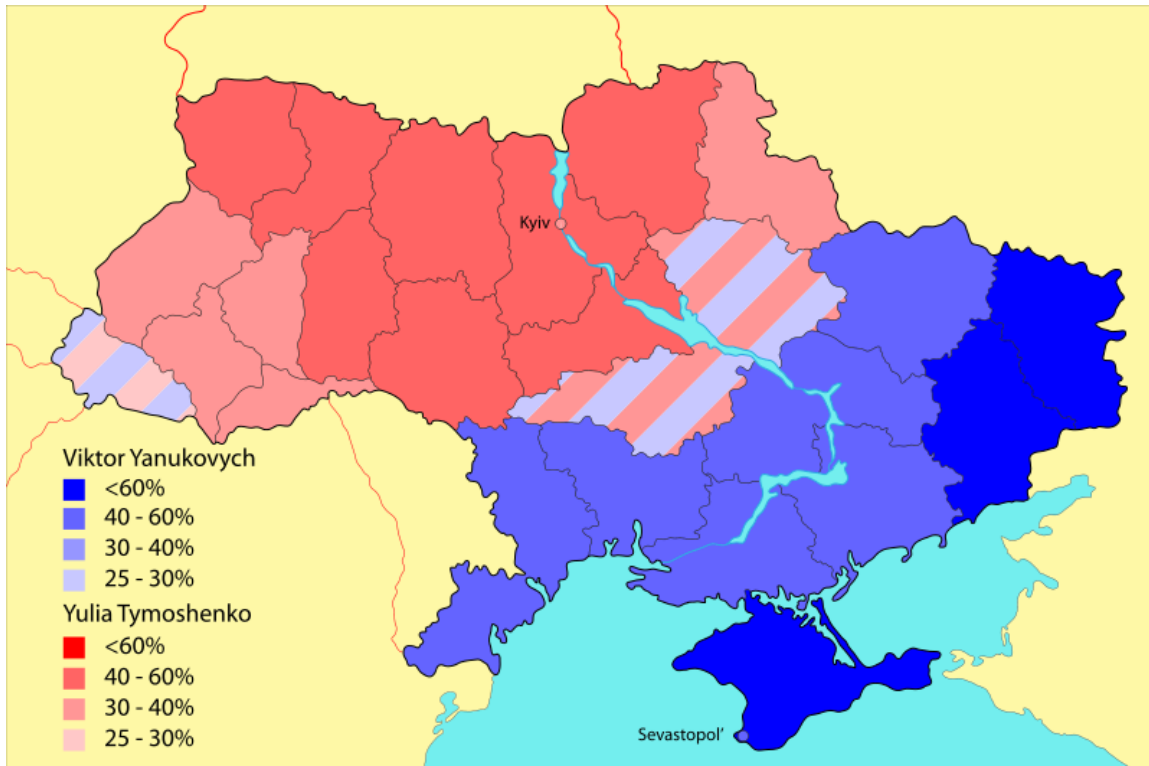 Kyiv
Viktor Yanukovych
<60%
40 - 60%
30 - 40%
25 - 30%
Yulia Tymoshenko
<60%
40 - 60%
30 - 40%
25 - 30%
Sevastopol'